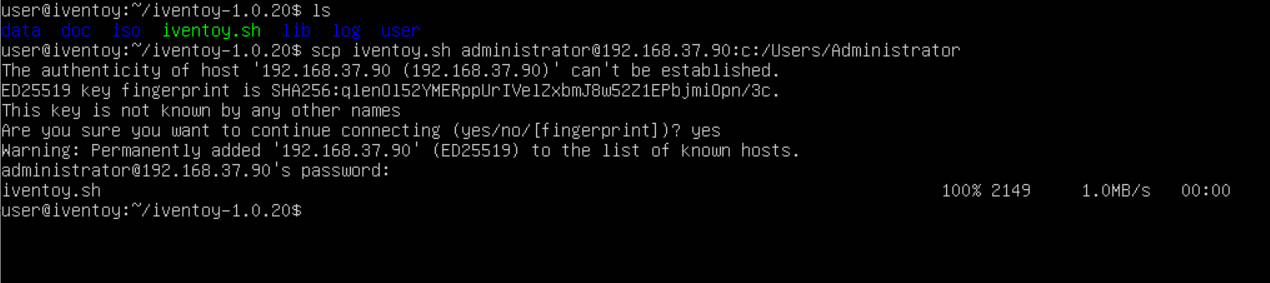 user@iventoy:~/iventoy-1.0.20$ ls
data  doc  iso  iventoy.sh  lib  log  user
user@iventoy:~/iventoy-1.0.20$ scp iventoy.sh administrator@192.168.37.90:c:/Users/Administrator
The authenticity of host '192.168.37.90 (192.168.37.90)' can't be established.
ED25519 key fingerprint is SHA256:qlenOl52YMERppUrIVelZxbmJ8w52Z1EPbjmiOpn/3c.
This key is not known by any other names
Are you sure you want to continue connecting (yes/no/[fingerprint])? yes
Warning: Permanently added '192.168.37.90' (ED25519) to the list of known hosts.
administrator@192.168.37.90's password:
iventoy.sh 100% 2149 1.0MB/s 00:00
user@iventoy:~/iventoy-1.0.20$